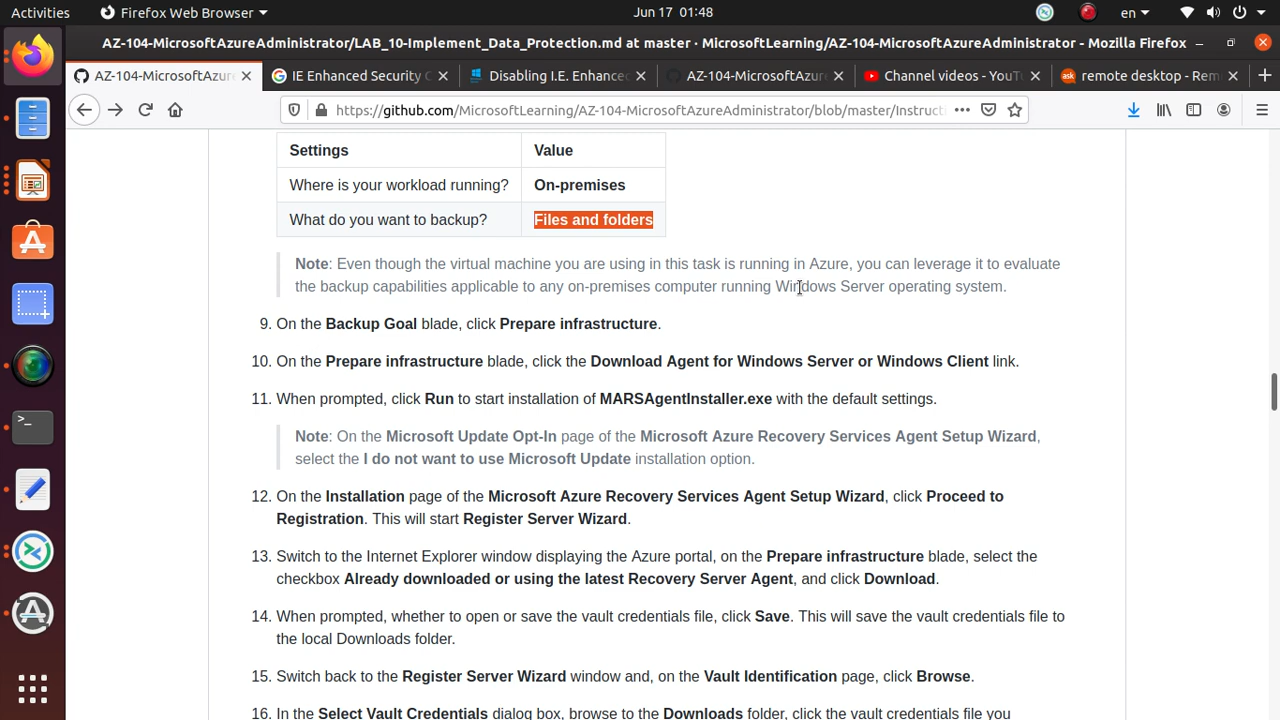 Activities
Firefox Web Browser
Jun 17 01:48
en
AZ-104-MicrosoftAzureAdministrator/LAB_10-Implement_Data_Protection.md at master · MicrosoftLearning/AZ-104-MicrosoftAzureAdministrator - Mozilla Firefox
AZ-104-MicrosoftAzur
IE Enhanced Security C
Disabling I.E. Enhance
AZ-104-MicrosoftAzur
Channel videos - YouT
remote desktop - Rem
https://github.com/MicrosoftLearning/AZ-104-MicrosoftAzureAdministrator/blob/master/Instruct
Settings Value
Where is your workload running? On-premises
What do you want to backup? Files and folders
Note: Even though the virtual machine you are using in this task is running in Azure, you can leverage it to evaluate
the backup capabilities applicable to any on-premises computer running Windows Server operating system.
9. On the Backup Goal blade, click Prepare infrastructure.
10. On the Prepare infrastructure blade, click the Download Agent for Windows Server or Windows Client link.
11. When prompted, click Run to start installation of MARSAgentInstaller.exe with the default settings.
Note: On the Microsoft Update Opt-In page of the Microsoft Azure Recovery Services Agent Setup Wizard,
select the I do not want to use Microsoft Update installation option.
12. On the Installation page of the Microsoft Azure Recovery Services Agent Setup Wizard, click Proceed to
Registration. This will start Register Server Wizard.
13. Switch to the Internet Explorer window displaying the Azure portal, on the Prepare infrastructure blade, select the
checkbox Already downloaded or using the latest Recovery Server Agent, and click Download.
14. When prompted, whether to open or save the vault credentials file, click Save. This will save the vault credentials file to
the local Downloads folder.
15. Switch back to the Register Server Wizard window and, on the Vault Identification page, click Browse.
16. In the Select Vault Credentials dialog box, browse to the Downloads folder, click the vault credentials file you